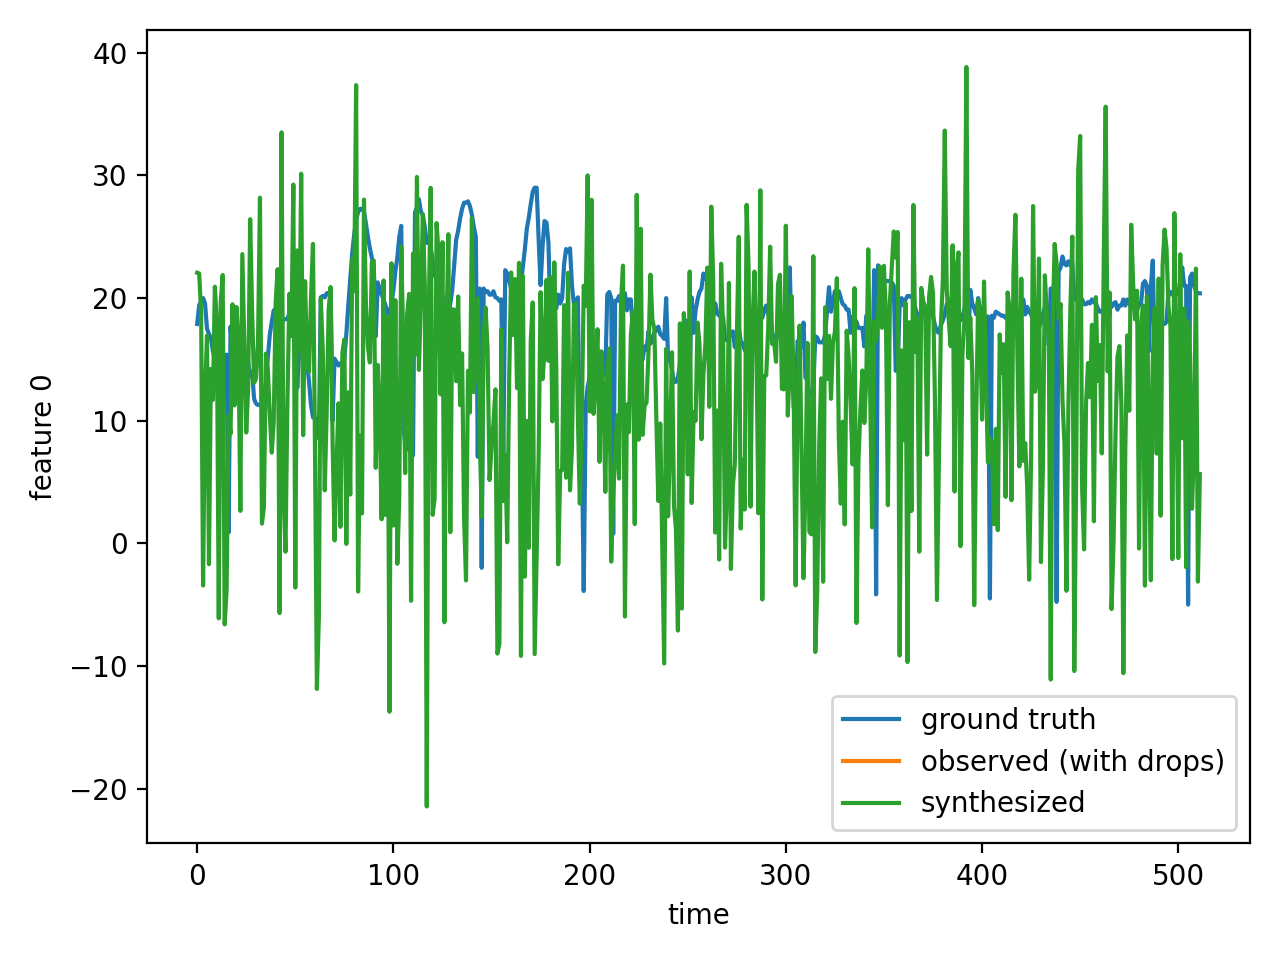 40
30
20
10
0
−10
−20
feature 0
0
100
200
300
400
500
time
ground truth
observed (with drops)
synthesized